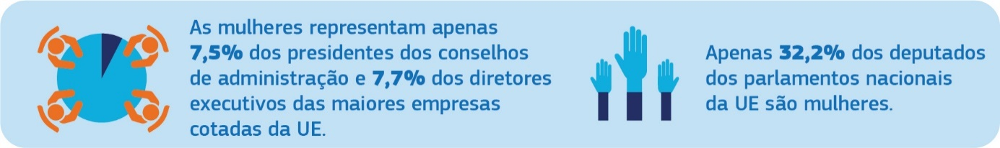 As mulheres representam apenas
7,5% dos presidentes dos conselhos
de administração e 7,7% dos diretores
executivos das maiores empresas
cotadas da UE.
Apenas 32,2% dos deputados
dos parlamentos nacionais
da UE são mulheres.